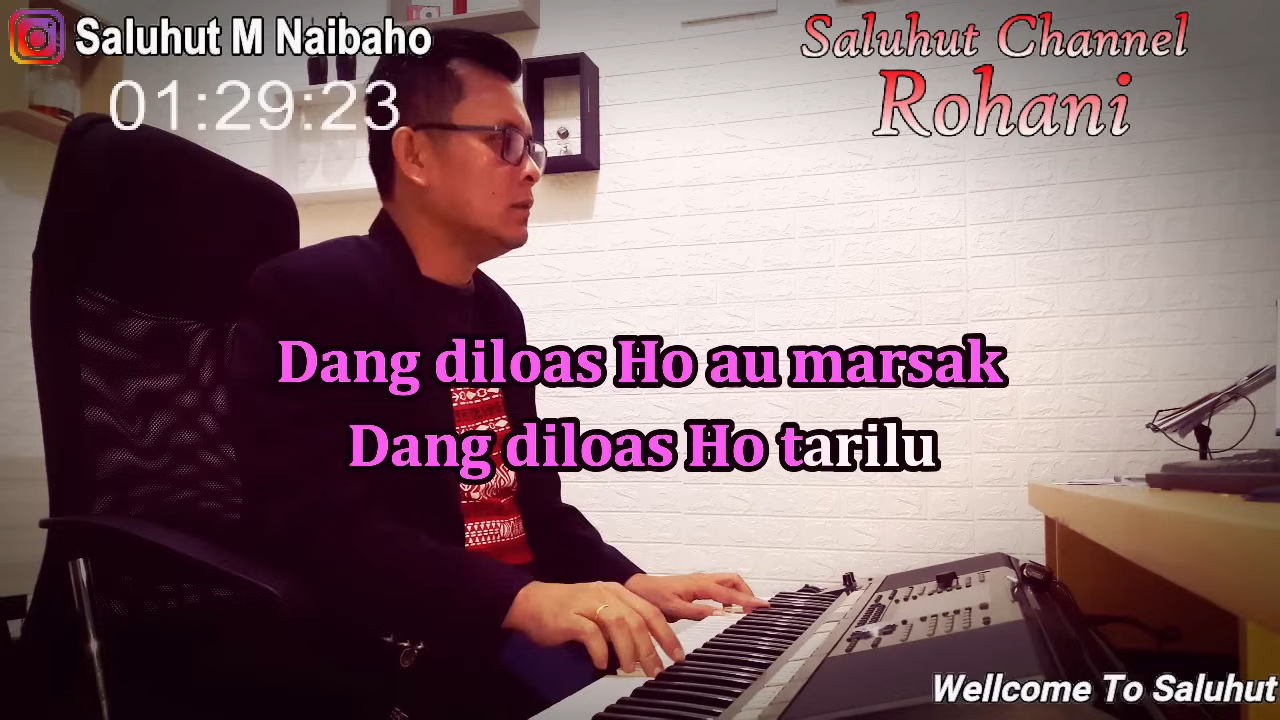 Saluhut M Naibaho
01:29:23
Saluhut Channel
Rohani
Dang diloas Ho au marsak
Dang diloas Ho tarilu
Wellcome To Saluhut